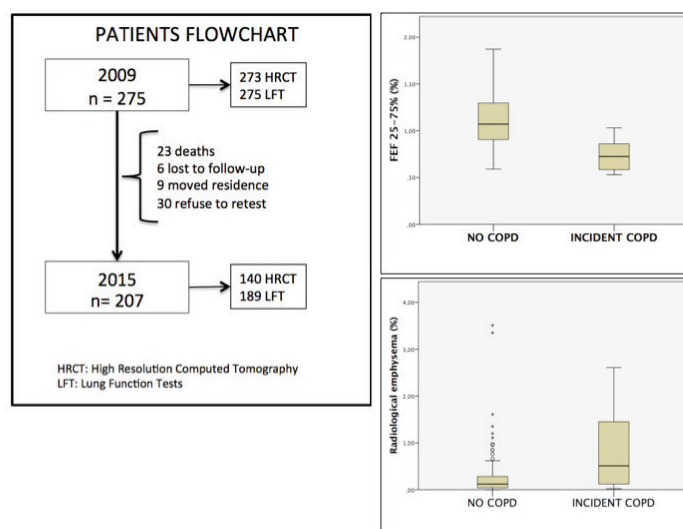 PATIENTS FLOWCHART
2009
n = 275
273 HRCT
275 LFT
23 deaths
6 lost to follow-up
9 moved residence
30 refuse to retest
2015
n= 207
140 HRCT
189 LFT
HRCT: High Resolution Computed Tomography
LFT: Lung Function Tests
FEF 25-75% (%)
2,00
1,50
1,00
,50
,00
NO COPD
INCIDENT COPD
Radiological emphysema (%)
4,00
3,00
2,00
1,00
,00
NO COPD
INCIDENT COPD